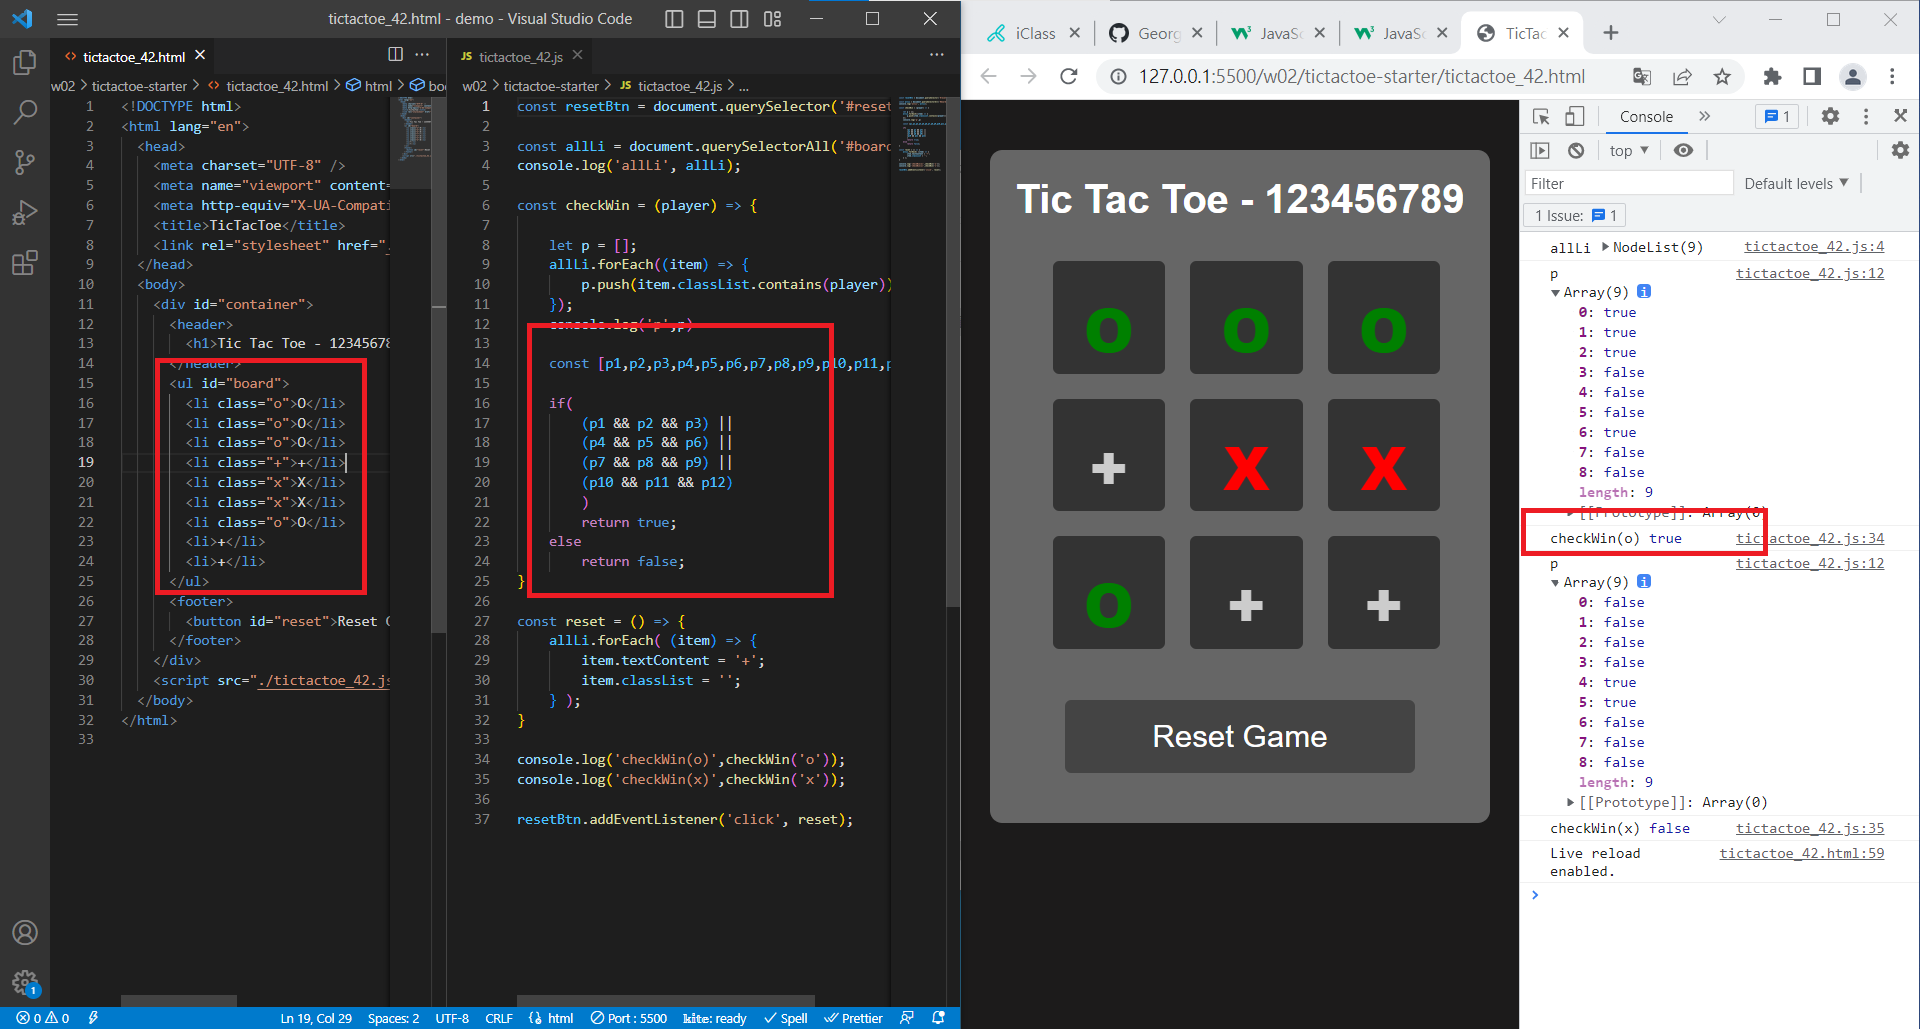 tictactoe_42.html - demo - Visual Studio Code
tictactoe_42.html
w02 > tictactoe-starter > tictactoe_42.html > html > bo
1 <!DOCTYPE html>
2 <html lang="en">
3 <head>
4 <meta charset="UTF-8" />
5 <meta name="viewport" content=
6 <meta http-equiv="X-UA-Compati
7 <title>TicTacToe</title>
8 <link rel="stylesheet" href=".
9 </head>
10 <body>
11 <div id="container">
12 <header>
13 <h1>Tic Tac Toe - 12345678
14 </header>
15 <ul id="board">
16 <li class="o">O</li>
17 <li class="o">O</li>
18 <li class="o">O</li>
19 <li class="+">+</li>
20 <li class="x">X</li>
21 <li class="x">X</li>
22 <li class="o">O</li>
23 <li>+</li>
24 <li>+</li>
25 </ul>
26 <footer>
27 <button id="reset">Reset G
28 </footer>
29 </div>
30 <script src="./tictactoe_42.js
31 </body>
32 </html>
33
JS tictactoe_42.js
w02 > tictactoe-starter > JS tictactoe_42.js > ...
1 const resetBtn = document.querySelector('#reset
2
3 const allLi = document.querySelectorAll('#board
4 console.log('allLi', allLi);
5
6 const checkWin = (player) => {
7
8 let p = [];
9 allLi.forEach((item) => {
10 p.push(item.classList.contains(player))
11 });
12 console.log('p',p)
13
14 const [p1,p2,p3,p4,p5,p6,p7,p8,p9,p10,p11,p
15
16 if(
17 (p1 && p2 && p3) ||
18 (p4 && p5 && p6) ||
19 (p7 && p8 && p9) ||
20 (p10 && p11 && p12)
21 )
22 return true;
23 else
24 return false;
25 }
26
27 const reset = () => {
28 allLi.forEach( (item) => {
29 item.textContent = '+';
30 item.classList = '';
31 } );
32 }
33
34 console.log('checkWin(o)',checkWin('o'));
35 console.log('checkWin(x)',checkWin('x'));
36
37 resetBtn.addEventListener('click', reset);
1
0 0 Ln 19, Col 29 Spaces: 2 UTF-8 CRLF html Port : 5500 kite: ready Spell Prettier
iClass Georg JavaSc JavaSc TicTac
127.0.0.1:5500/w02/tictactoe-starter/tictactoe_42.html
Tic Tac Toe - 123456789
o o o
+ x x
o + +
Reset Game
Console 1
top
Filter Default levels
1 Issue: 1
allLi NodeList(9) tictactoe_42.js:4
p tictactoe_42.js:12
Array(9) i
0: true
1: true
2: true
3: false
4: false
5: false
6: true
7: false
8: false
length: 9
[[Prototype]]: Array(0)
checkWin(o) true tictactoe_42.js:34
p tictactoe_42.js:12
Array(9) i
0: false
1: false
2: false
3: false
4: true
5: true
6: false
7: false
8: false
length: 9
[[Prototype]]: Array(0)
checkWin(x) false tictactoe_42.js:35
Live reload tictactoe_42.html:59
enabled.